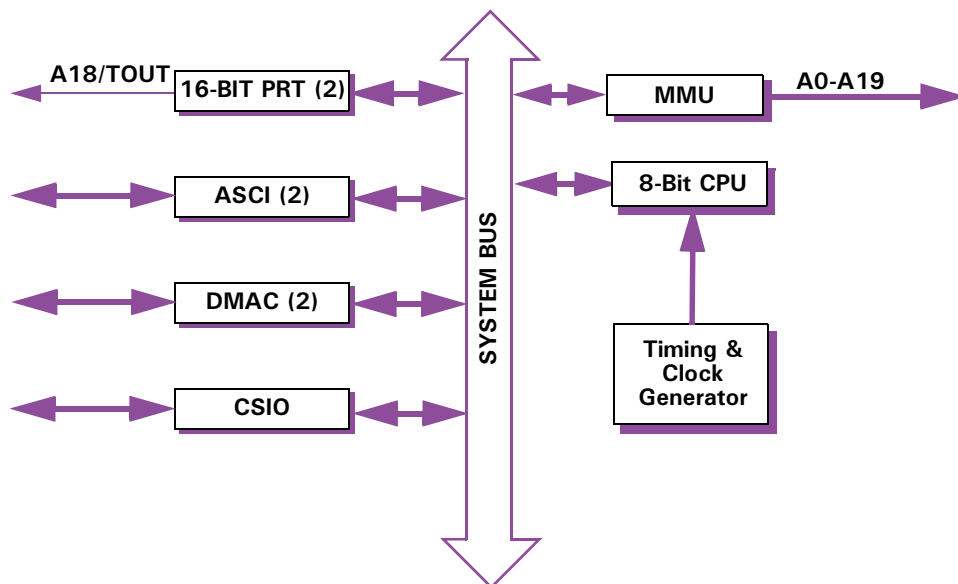 A18/TOUT
16-BIT PRT (2)
ASCI (2)
DMAC (2)
CSIO
SYSTEM BUS
MMU
A0-A19
8-Bit CPU
Timing &
Clock
Generator